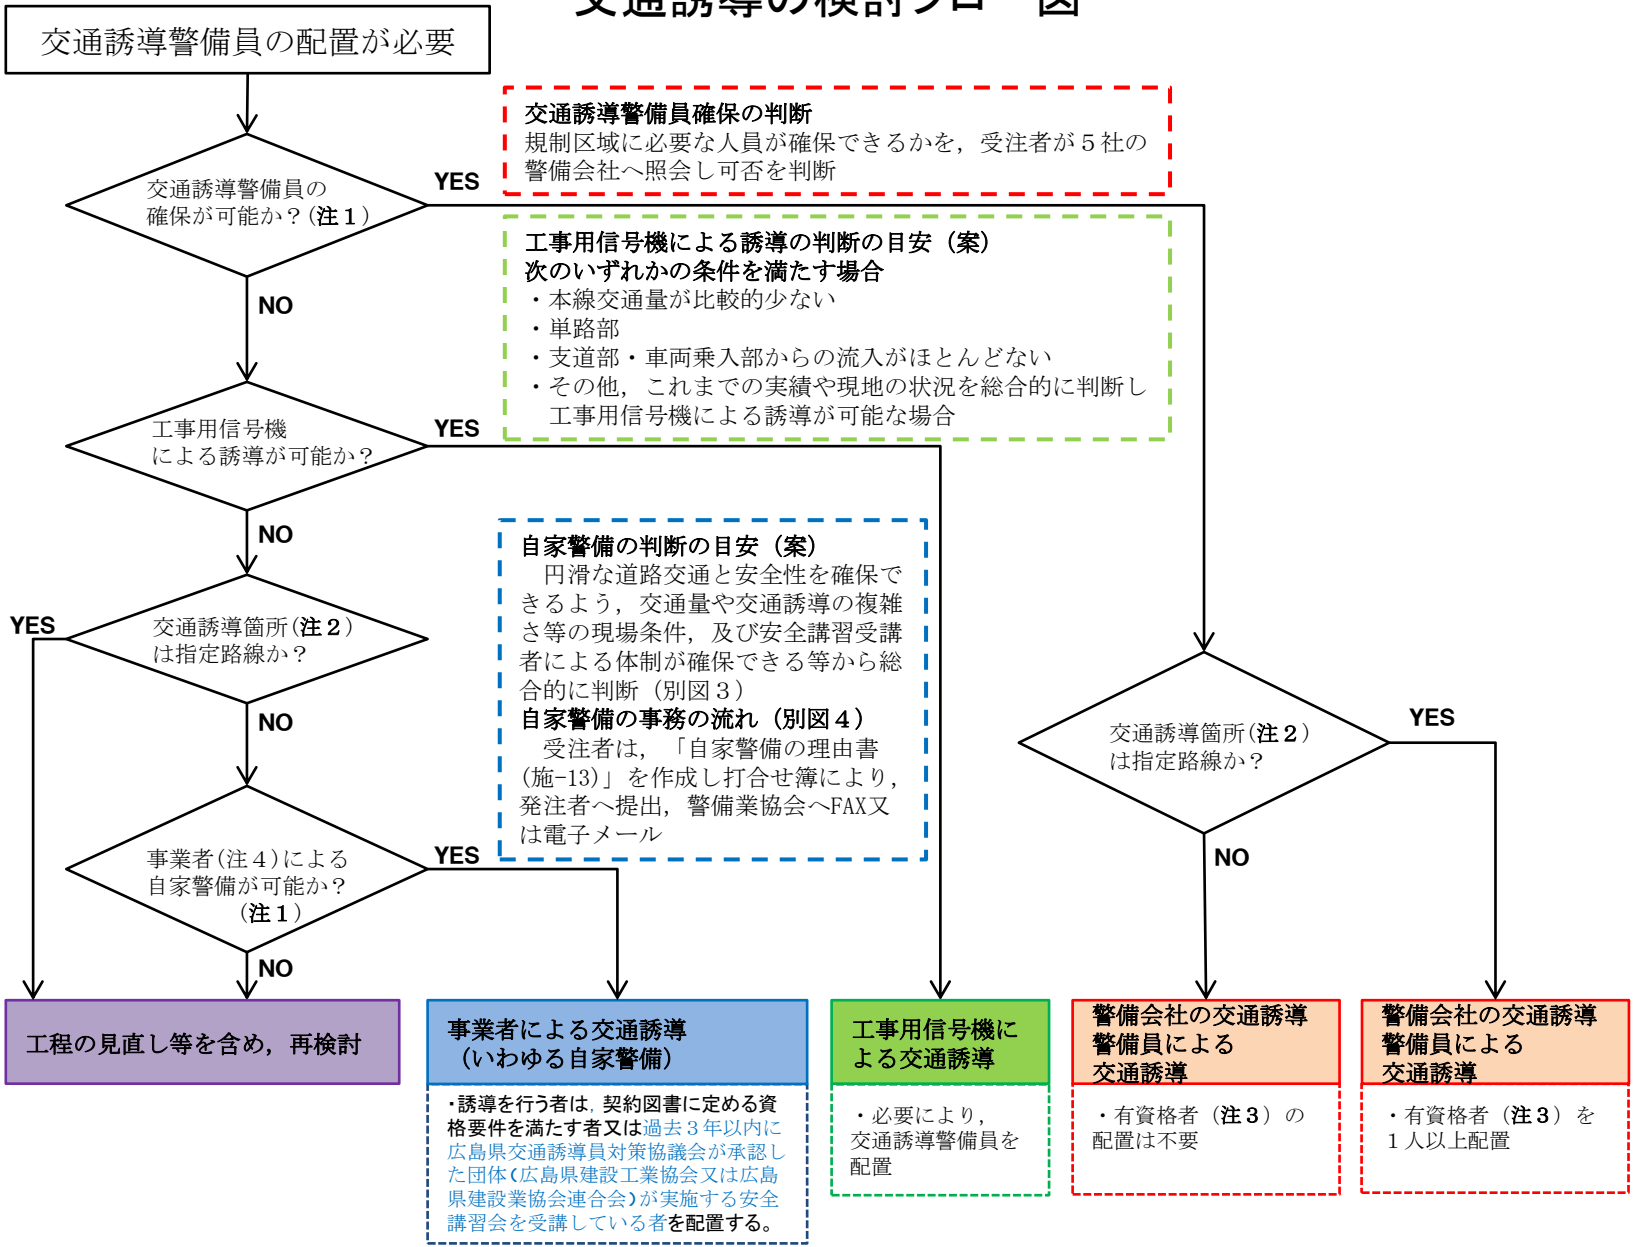 交通誘導の検討フロー図
交通誘導警備員の配置が必要
交通誘導警備員確保の判断
規制区域に必要な人員が確保できるかを，受注者が５社の
警備会社へ照会し可否を判断
交通誘導警備員の
確保が可能か？(注１)
YES
NO
工事用信号機による誘導の判断の目安（案）
次のいずれかの条件を満たす場合
・本線交通量が比較的少ない
・単路部
・支道部・車両乗入部からの流入がほとんどない
・その他，これまでの実績や現地の状況を総合的に判断し
工事用信号機による誘導が可能な場合
工事用信号機
による誘導が可能か？
YES
NO
自家警備の判断の目安（案）
円滑な道路交通と安全性を確保で
きるよう，交通量や交通誘導の複雑
さ等の現場条件，及び安全講習受講
者による体制が確保できる等から総
合的に判断（別図３）
自家警備の事務の流れ（別図４）
受注者は，「自家警備の理由書
(施-13)」を作成し打合せ簿により，
発注者へ提出，警備業協会へFAX又
は電子メール
YES
交通誘導箇所(注２)
は指定路線か？
NO
交通誘導箇所(注２)
は指定路線か？
YES
NO
事業者(注４)による
自家警備が可能か？
(注１)
YES
NO
工程の見直し等を含め，再検討
事業者による交通誘導
(いわゆる自家警備)
・誘導を行う者は，契約図書に定める資
格要件を満たす者又は過去３年以内に
広島県交通誘導員対策協議会が承認し
た団体(広島県建設工業協会又は広島
県建設業協会連合会)が実施する安全
講習会を受講している者を配置する。
工事用信号機に
よる交通誘導
・必要により，
交通誘導警備員を
配置
警備会社の交通誘導
警備員による
交通誘導
・有資格者（注３）の
配置は不要
警備会社の交通誘導
警備員による
交通誘導
・有資格者（注３）を
１人以上配置